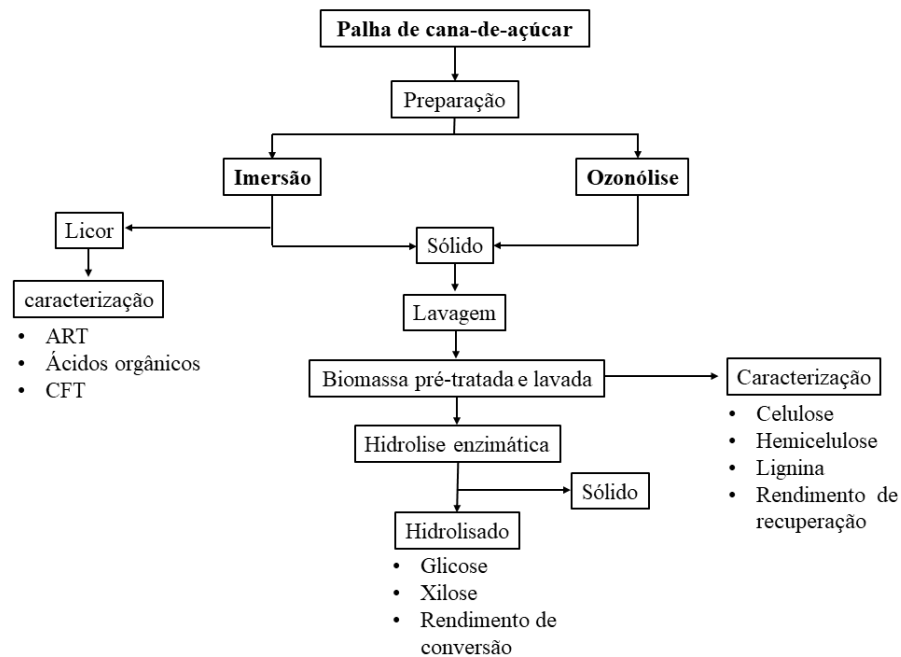 Palha de cana-de-açúcar
Preparação
Imersão
Ozonólise
Licor
Sólido
caracterização
• ART
• Ácidos orgânicos
• CFT
Lavagem
Biomassa pré-tratada e lavada
Caracterização
• Celulose
• Hemicelulose
• Lignina
• Rendimento de
recuperação
Hidrolise enzimática
Sólido
Hidrolisado
• Glicose
• Xilose
• Rendimento de
conversão